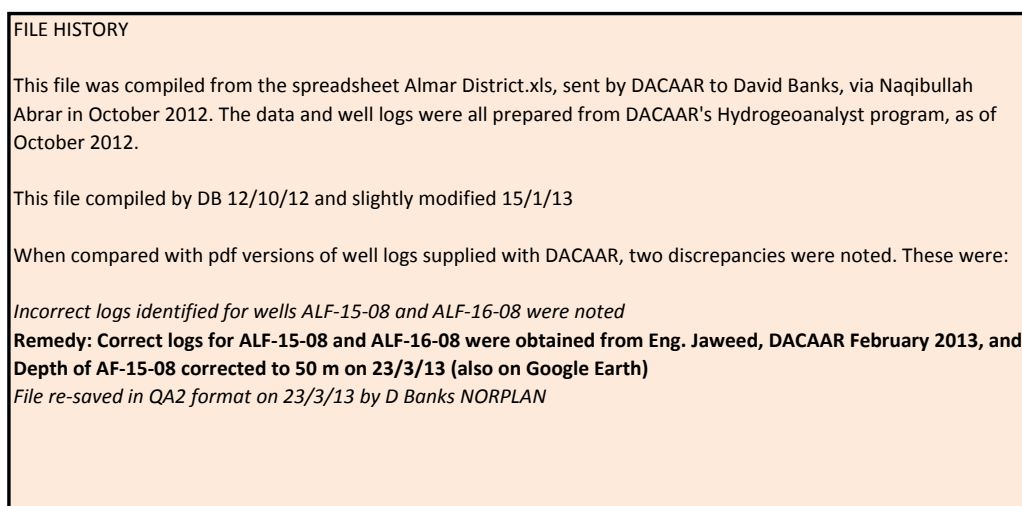 FILE HISTORY
This file was compiled from the spreadsheet Almar District.xls, sent by DACAAR to David Banks, via Naqibullah
Abrar in October 2012. The data and well logs were all prepared from DACAAR's Hydrogeoanalyst program, as of
October 2012.
This file compiled by DB 12/10/12 and slightly modified 15/1/13
When compared with pdf versions of well logs supplied with DACAAR, two discrepancies were noted. These were:
Incorrect logs identified for wells ALF-15-08 and ALF-16-08 were noted
Remedy: Correct logs for ALF-15-08 and ALF-16-08 were obtained from Eng. Jaweed, DACAAR February 2013, and
Depth of AF-15-08 corrected to 50 m on 23/3/13 (also on Google Earth)
File re-saved in QA2 format on 23/3/13 by D Banks NORPLAN